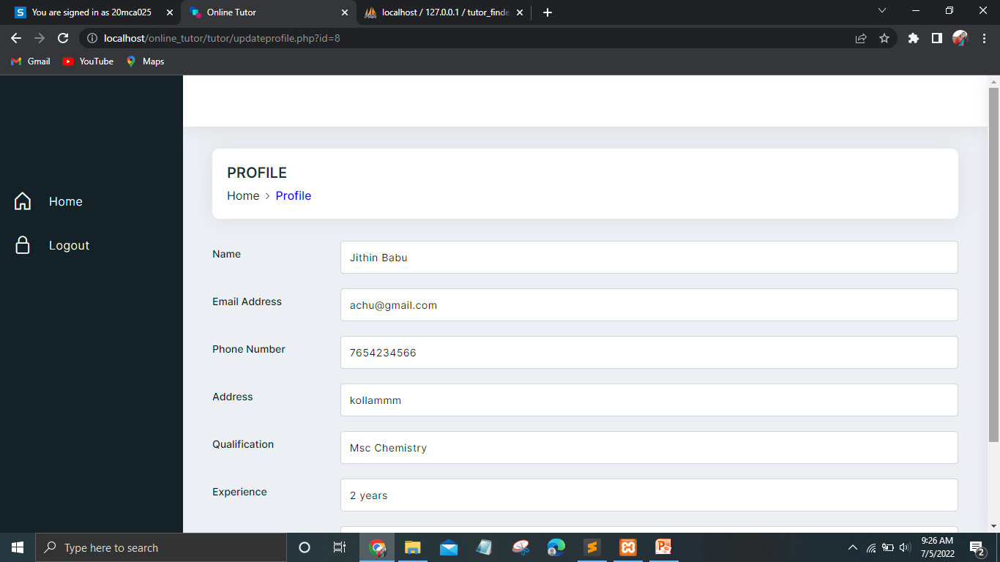 You are signed in as 20mca025
Online Tutor
localhost / 127.0.0.1 / tutor_finde
localhost/online_tutor/tutor/updateprofile.php?id=8
Gmail
YouTube
Maps
Home
Logout
PROFILE
Home > Profile
Name
Jithin Babu
Email Address
achu@gmail.com
Phone Number
7654234566
Address
kollammm
Qualification
Msc Chemistry
Experience
2 years
Type here to search
9:26 AM
7/5/2022
2